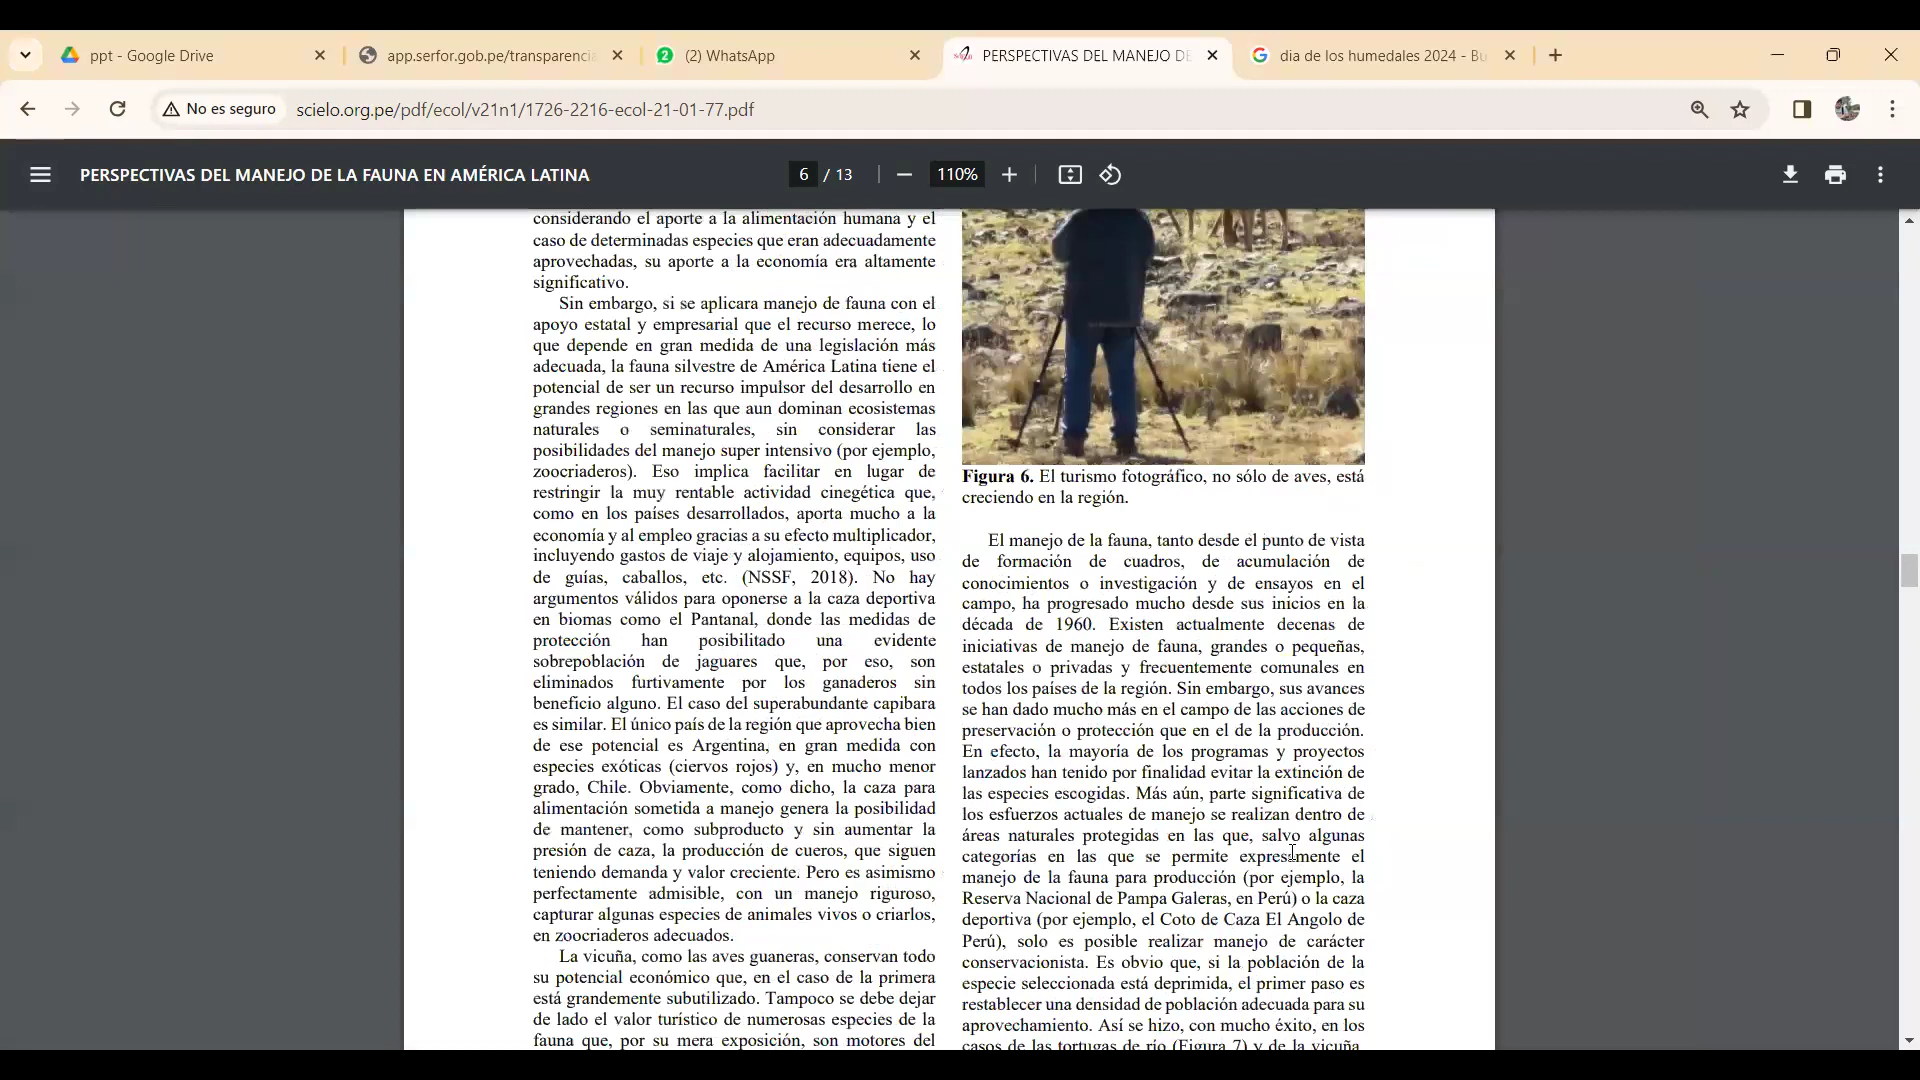 ppt - Google Drive
app.serfor.gob.pe/transparencia
(2) WhatsApp
PERSPECTIVAS DEL MANEJO DE
dia de los humedales 2024 - Bu
No es seguro
scielo.org.pe/pdf/ecol/v21n1/1726-2216-ecol-21-01-77.pdf
PERSPECTIVAS DEL MANEJO DE LA FAUNA EN AMÉRICA LATINA
6 / 13
110%
considerando el aporte a la alimentación humana y el
caso de determinadas especies que eran adecuadamente
aprovechadas, su aporte a la economía era altamente
significativo.
Sin embargo, si se aplicara manejo de fauna con el
apoyo estatal y empresarial que el recurso merece, lo
que depende en gran medida de una legislación más
adecuada, la fauna silvestre de América Latina tiene el
potencial de ser un recurso impulsor del desarrollo en
grandes regiones en las que aun dominan ecosistemas
naturales o seminaturales, sin considerar las
posibilidades del manejo super intensivo (por ejemplo,
zoocriaderos). Eso implica facilitar en lugar de
restringir la muy rentable actividad cinegética que,
como en los países desarrollados, aporta mucho a la
economía y al empleo gracias a su efecto multiplicador,
incluyendo gastos de viaje y alojamiento, equipos, uso
de guías, caballos, etc. (NSSF, 2018). No hay
argumentos válidos para oponerse a la caza deportiva
en biomas como el Pantanal, donde las medidas de
protección han posibilitado una evidente
sobrepoblación de jaguares que, por eso, son
eliminados furtivamente por los ganaderos sin
beneficio alguno. El caso del superabundante capibara
es similar. El único país de la región que aprovecha bien
de ese potencial es Argentina, en gran medida con
especies exóticas (ciervos rojos) y, en mucho menor
grado, Chile. Obviamente, como dicho, la caza para
alimentación sometida a manejo genera la posibilidad
de mantener, como subproducto y sin aumentar la
presión de caza, la producción de cueros, que siguen
teniendo demanda y valor creciente. Pero es asimismo
perfectamente admisible, con un manejo riguroso,
capturar algunas especies de animales vivos o criarlos,
en zoocriaderos adecuados.
La vicuña, como las aves guaneras, conservan todo
su potencial económico que, en el caso de la primera
está grandemente subutilizado. Tampoco se debe dejar
de lado el valor turístico de numerosas especies de la
fauna que, por su mera exposición, son motores del
Figura 6. El turismo fotográfico, no sólo de aves, está
creciendo en la región.
El manejo de la fauna, tanto desde el punto de vista
de formación de cuadros, de acumulación de
conocimientos o investigación y de ensayos en el
campo, ha progresado mucho desde sus inicios en la
década de 1960. Existen actualmente decenas de
iniciativas de manejo de fauna, grandes o pequeñas,
estatales o privadas y frecuentemente comunales en
todos los países de la región. Sin embargo, sus avances
se han dado mucho más en el campo de las acciones de
preservación o protección que en el de la producción.
En efecto, la mayoría de los programas y proyectos
lanzados han tenido por finalidad evitar la extinción de
las especies escogidas. Más aún, parte significativa de
los esfuerzos actuales de manejo se realizan dentro de
áreas naturales protegidas en las que, salvo algunas
categorías en las que se permite expresamente el
manejo de la fauna para producción (por ejemplo, la
Reserva Nacional de Pampa Galeras, en Perú) o la caza
deportiva (por ejemplo, el Coto de Caza El Angolo de
Perú), solo es posible realizar manejo de carácter
conservacionista. Es obvio que, si la población de la
especie seleccionada está deprimida, el primer paso es
restablecer una densidad de población adecuada para su
aprovechamiento. Así se hizo, con mucho éxito, en los
casos de las tortugas de río (Figura 7) y de la vicuña,